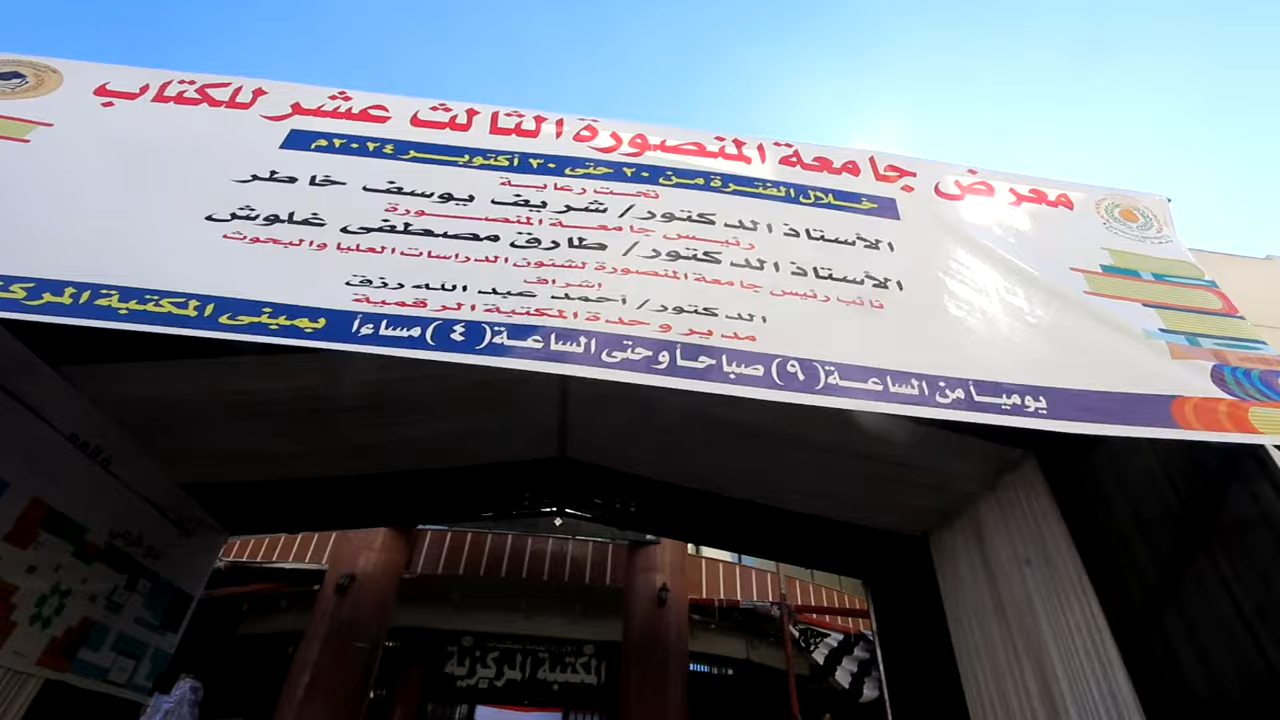 معرض جامعة المنصورة الثالث عشر للكتاب
خلال الفترة من ٢٠ حتى ٣٠ أكتوبر ٢٠٢٤م
تحت رعاية
الأستاذ الدكتور/ شريف يوسف خاطر
رئيس جامعة المنصورة
الأستاذ الدكتور/ طارق مصطفى غلوش
نائب رئيس جامعة المنصورة لشئون الدراسات العليا والبحوث
إشراف
الدكتور/ أحمد عبد الله رزق
مدير وحدة المكتبة الرقمية
يومياً من الساعة (٩) صباحاً وحتى الساعة (٤) مساءاً بمبنى المكتبة المركز
المكتبة المركزية